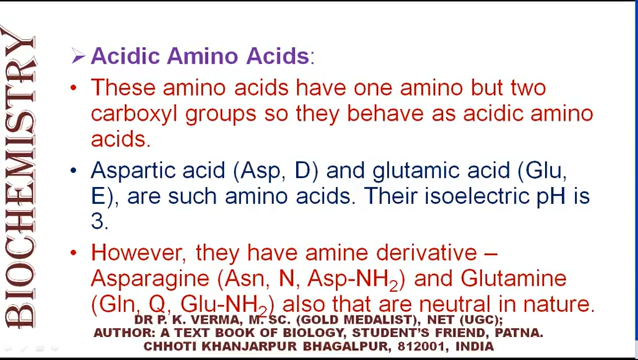 BIOCHEMISTRY
➢ Acidic Amino Acids:
• These amino acids have one amino but two
carboxyl groups so they behave as acidic amino
acids.
• Aspartic acid (Asp, D) and glutamic acid (Glu,
E), are such amino acids. Their isoelectric pH is
3.
• However, they have amine derivative –
Asparagine (Asn, N, Asp-NH₂) and Glutamine
(Gln, Q, Glu-NH₂) also that are neutral in nature.
DR P. K. VERMA, M. SC. (GOLD MEDALIST), NET (UGC);
AUTHOR: A TEXT BOOK OF BIOLOGY, STUDENT'S FRIEND, PATNA.
CHHOTI KHANJARPUR BHAGALPUR, 812001, INDIA